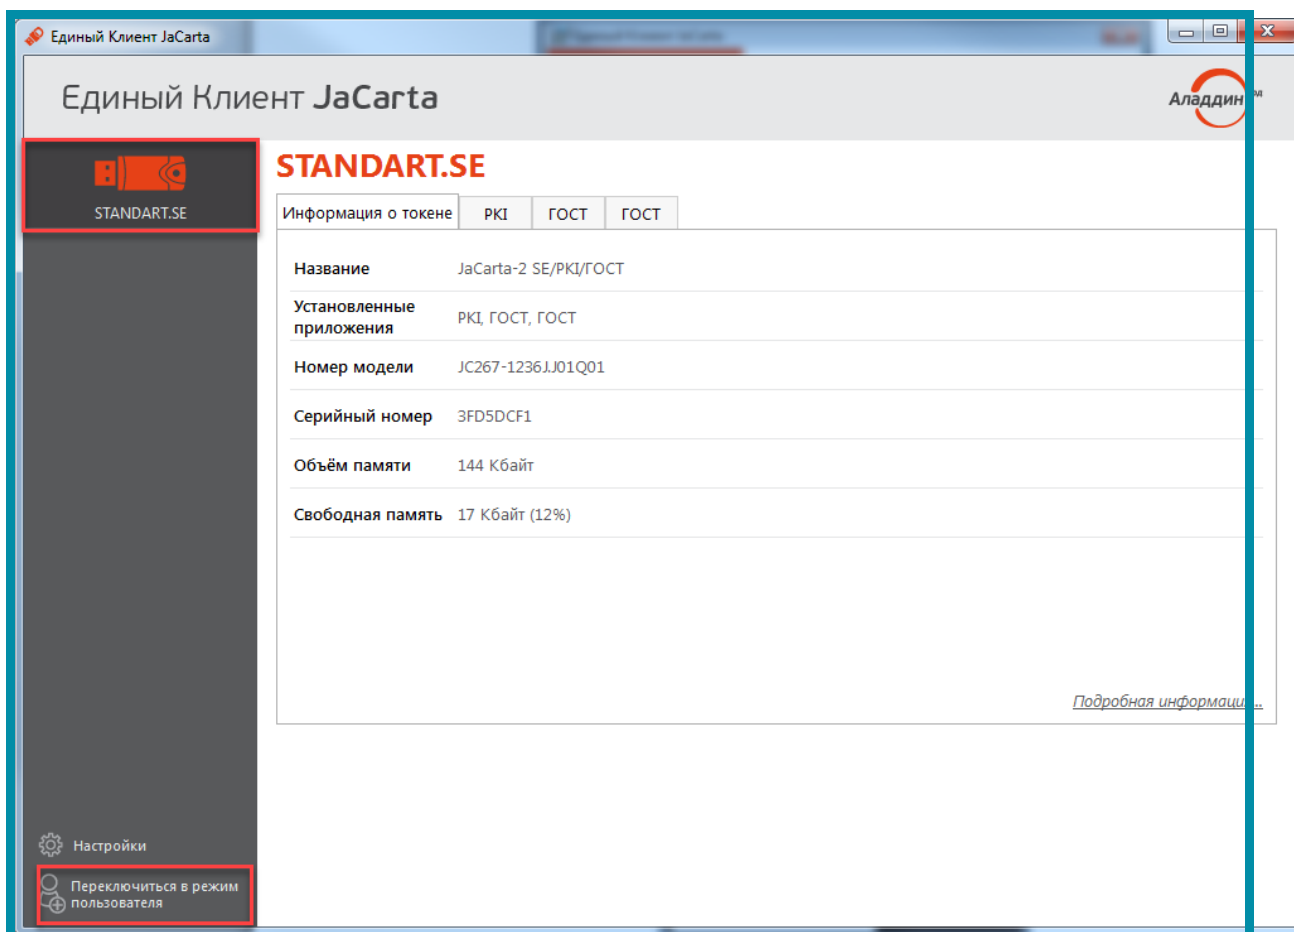 Единый Клиент JaCarta
Единый Клиент JaCarta
Аладдин
STANDART.SE
STANDART.SE
Информация о токене PKI ГОСТ ГОСТ
Название JaCarta-2 SE/PKI/ГОСТ
Установленные
приложения PKI, ГОСТ, ГОСТ
Номер модели JC267-1236J.J01Q01
Серийный номер 3FD5DCF1
Объём памяти 144 Кбайт
Свободная память 17 Кбайт (12%)
Подробная информация...
Настройки
Переключиться в режим
пользователя